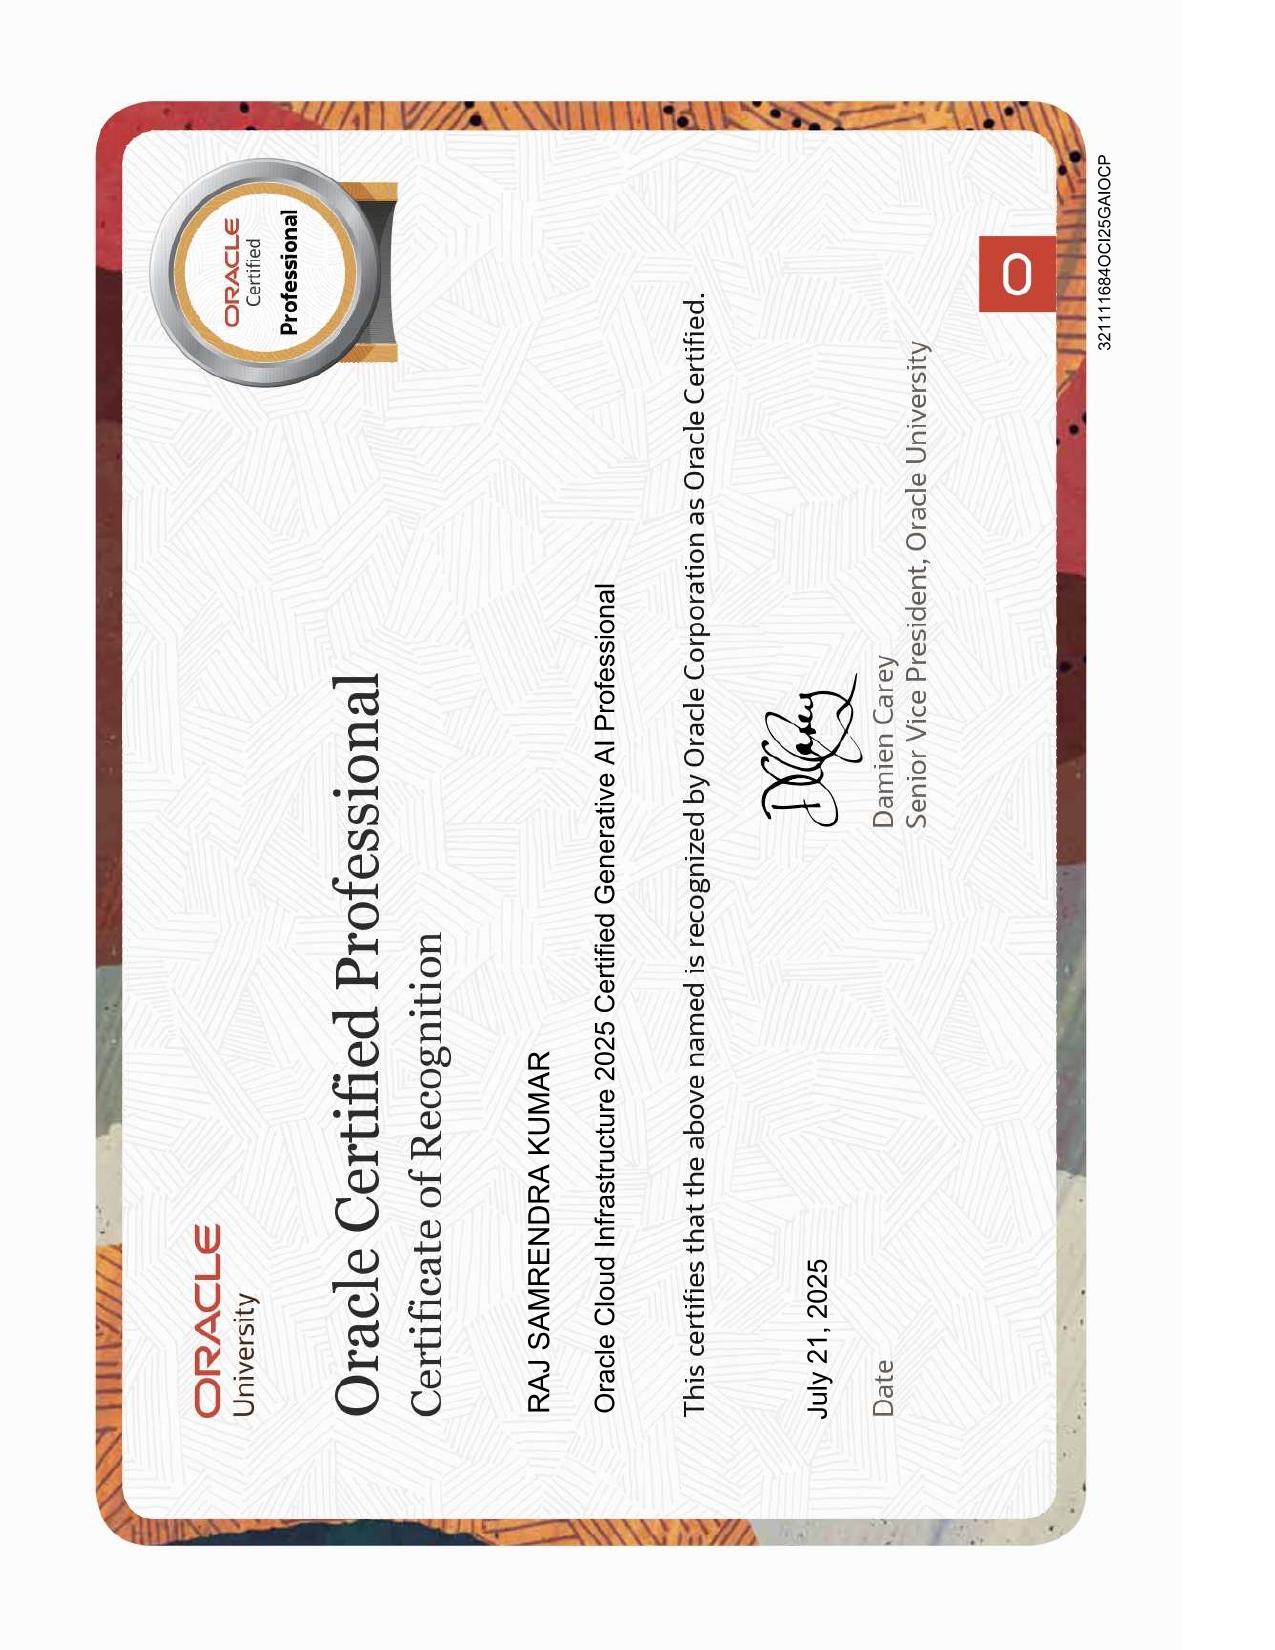 ORACLE
University
ORACLE
Certified
Professional
Oracle Certified Professional
Certificate of Recognition
RAJ SAMRENDRA KUMAR
Oracle Cloud Infrastructure 2025 Certified Generative AI Professional
This certifies that the above named is recognized by Oracle Corporation as Oracle Certified.
July 21, 2025
Date
DCarey
Damien Carey
Senior Vice President, Oracle University
321111684OCI25GAIOCP